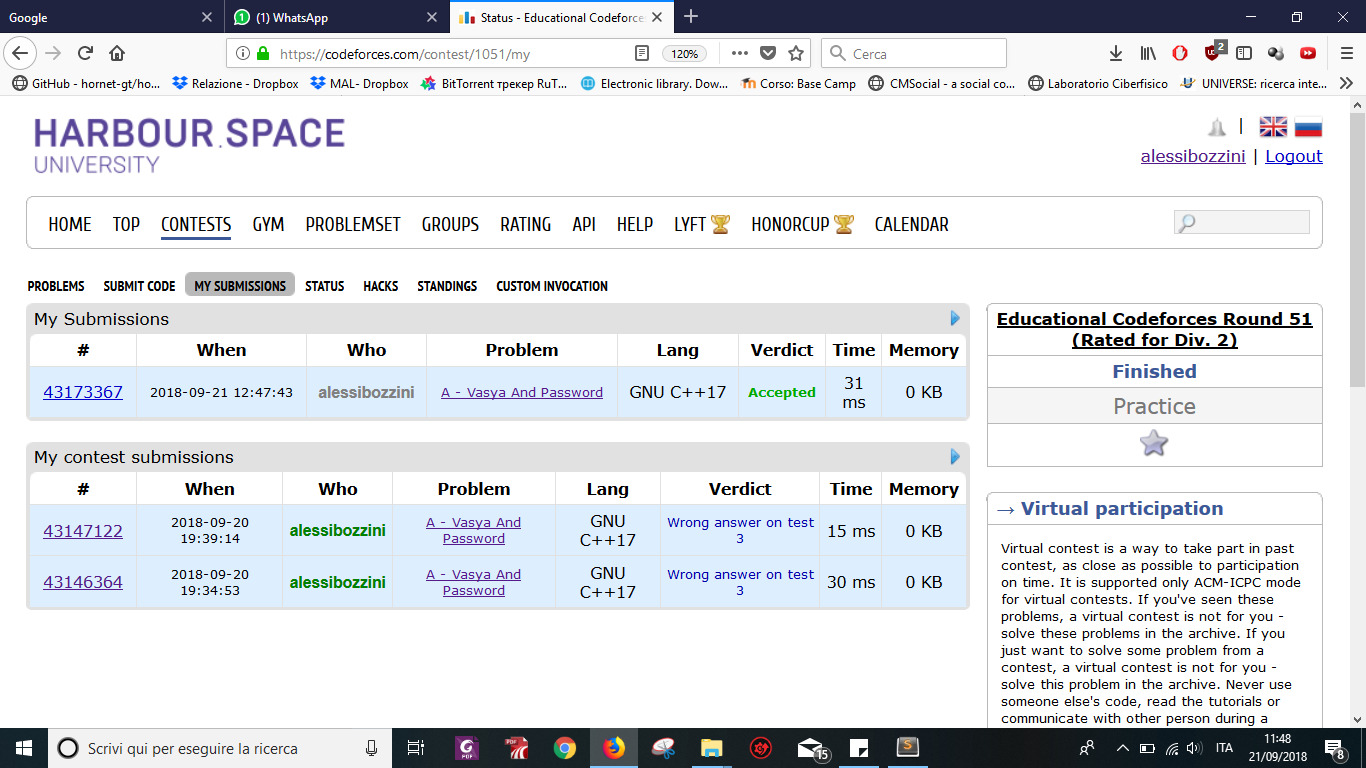 Google
(1) WhatsApp
Status - Educational Codeforce
https://codeforces.com/contest/1051/my
120%
Cerca
2
GitHub - hornet-gt/ho...
Relazione - Dropbox
MAL- Dropbox
BitTorrent трекер RuT...
Electronic library. Dow...
Corso: Base Camp
CMSocial - a social co...
Laboratorio Ciberfisico
UNIVERSE: ricerca inte...
HARBOUR.SPACE
UNIVERSITY
alessibozzini | Logout
HOME TOP CONTESTS GYM PROBLEMSET GROUPS RATING API HELP LYFT HONORCUP CALENDAR
PROBLEMS SUBMIT CODE MY SUBMISSIONS STATUS HACKS STANDINGS CUSTOM INVOCATION
My Submissions
# When Who Problem Lang Verdict Time Memory
43173367 2018-09-21 12:47:43 alessibozzini A - Vasya And Password GNU C++17 Accepted 31 ms 0 KB
My contest submissions
# When Who Problem Lang Verdict Time Memory
43147122 2018-09-20 19:39:14 alessibozzini A - Vasya And Password GNU C++17 Wrong answer on test 3 15 ms 0 KB
43146364 2018-09-20 19:34:53 alessibozzini A - Vasya And Password GNU C++17 Wrong answer on test 3 30 ms 0 KB
Educational Codeforces Round 51
(Rated for Div. 2)
Finished
Practice
→ Virtual participation
Virtual contest is a way to take part in past
contest, as close as possible to participation
on time. It is supported only ACM-ICPC mode
for virtual contests. If you've seen these
problems, a virtual contest is not for you -
solve these problems in the archive. If you
just want to solve some problem from a
contest, a virtual contest is not for you -
solve this problem in the archive. Never use
someone else's code, read the tutorials or
communicate with other person during a
Scrivi qui per eseguire la ricerca
PDF
PDF
15
S
ITA
11:48
21/09/2018
8